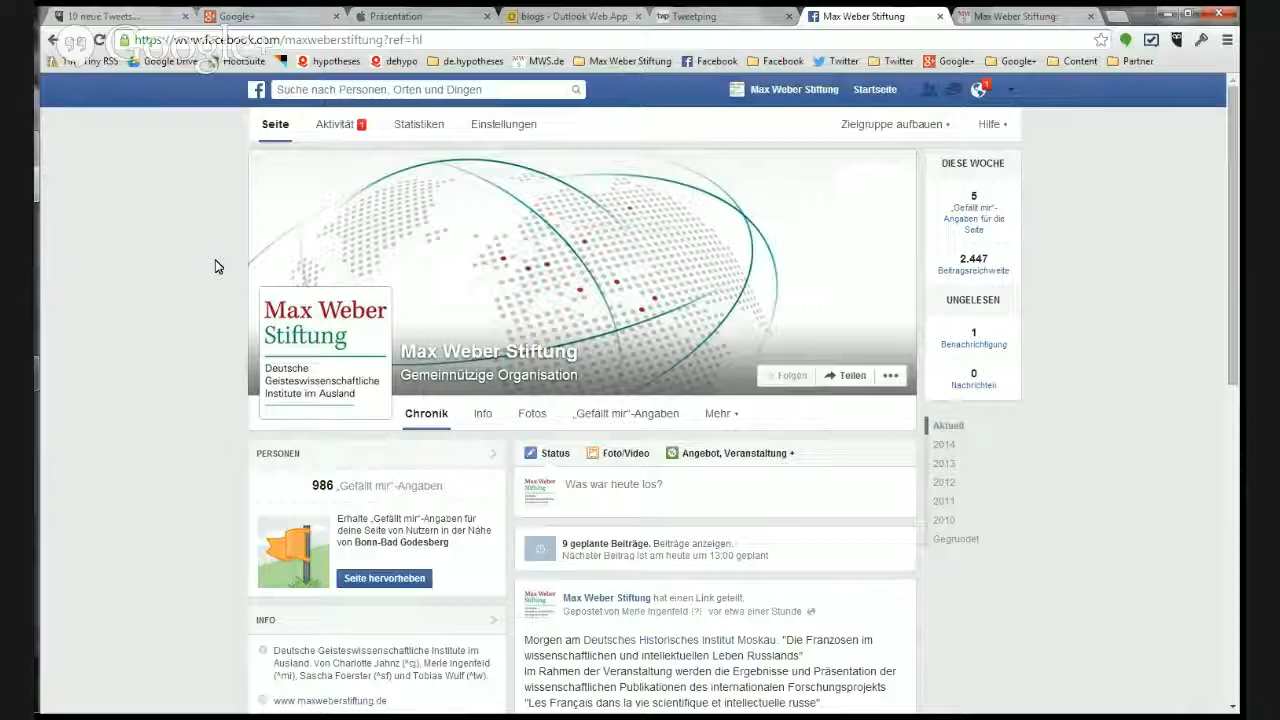 10 neue Tweets...
Google+
Präsentation
blogs - Outlook Web App
Tweetping
Max Weber Stiftung
Max Weber Stiftung:
https://www.facebook.com/maxweberstiftung?ref=hl
Google+
Tiny RSS
Google Drive
HootSuite
hypotheses
dehypo
de.hypotheses
MWS.de
Max Weber Stiftung
Facebook
Facebook
Twitter
Twitter
Google+
Google+
Content
Partner
Suche nach Personen, Orten und Dingen
Max Weber Stiftung
Startseite
1
Seite
Aktivität 1
Statistiken
Einstellungen
Zielgruppe aufbauen
Hilfe
Max Weber
Stiftung
Deutsche
Geisteswissenschaftliche
Institute im Ausland
Max Weber Stiftung
Gemeinnützige Organisation
Folgen
Teilen
Chronik
Info
Fotos
„Gefällt mir“-Angaben
Mehr
DIESE WOCHE
5
„Gefällt mir“-
Angaben für die
Seite
2.447
Beitragsreichweite
UNGELESEN
1
Benachrichtigung
0
Nachrichten
Aktuell
2014
2013
2012
2011
2010
Gegründet
PERSONEN
986 „Gefällt mir“-Angaben
Erhalte „Gefällt mir“-Angaben für
deine Seite von Nutzern in der Nähe
von Bonn-Bad Godesberg
Seite hervorheben
INFO
Deutsche Geisteswissenschaftliche Institute im
Ausland. von Charlotte Jahnz (^cj), Merle Ingenfeld
(^mi), Sascha Foerster (^sf) und Tobias Wulf (^tw).
www.maxweberstiftung.de
Status
Foto/Video
Angebot, Veranstaltung +
Was war heute los?
9 geplante Beiträge. Beiträge anzeigen.
Nächster Beitrag ist am heute um 13:00 geplant
Max Weber Stiftung hat einen Link geteilt.
Gepostet von Merle Ingenfeld [?] · vor etwa einer Stunde
Morgen am Deutsches Historisches Institut Moskau. "Die Franzosen im
wissenschaftlichen und intellektuellen Leben Russlands"
Im Rahmen der Veranstaltung werden die Ergebnisse und Präsentation der
wissenschaftlichen Publikationen des internationalen Forschungsprojekts
"Les Français dans la vie scientifique et intellectuelle russe"